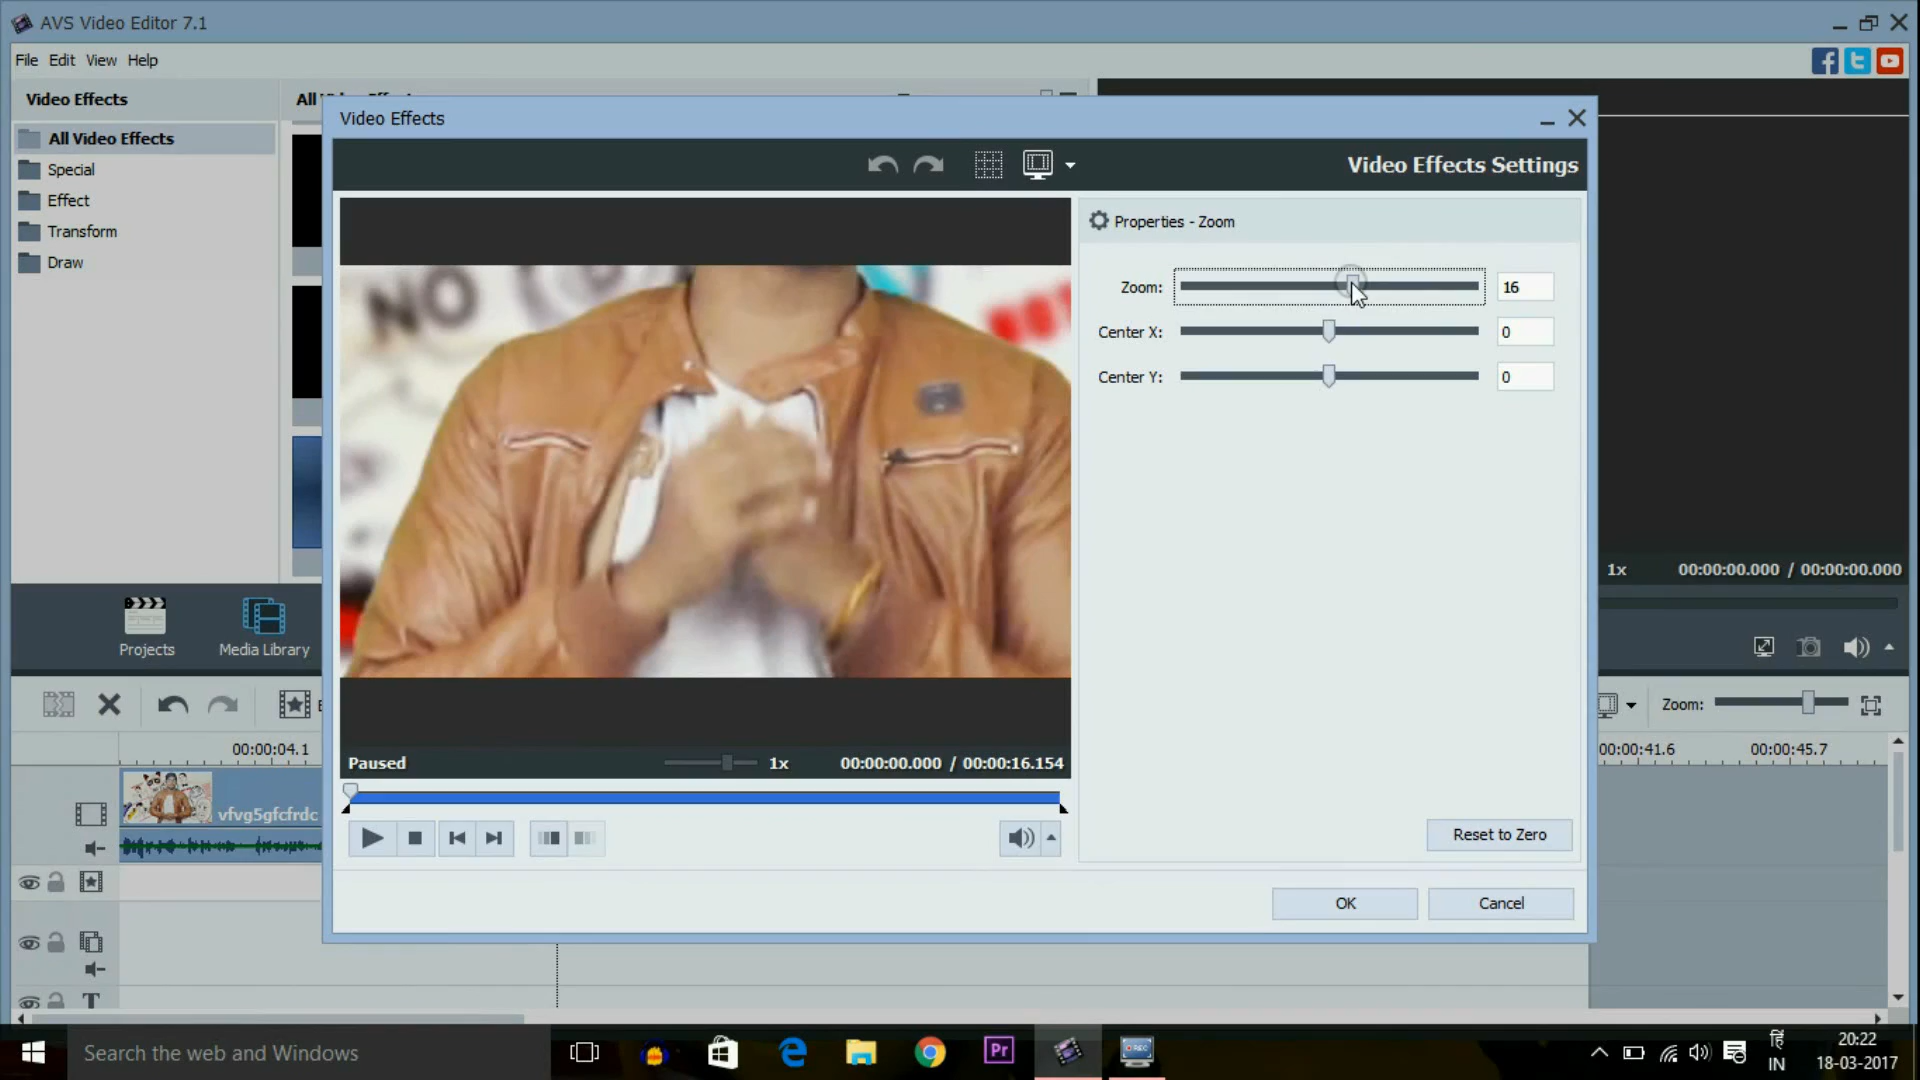 AVS Video Editor 7.1
File Edit View Help
Video Effects
All Video Effects
Special
Effect
Transform
Draw
Video Effects
Video Effects Settings
Properties - Zoom
Zoom: 16
Center X: 0
Center Y: 0
NO
Paused 1x 00:00:00.000 / 00:00:16.154
Reset to Zero
OK Cancel
1x 00:00:00.000 / 00:00:00.000
Projects Media Library
Zoom:
00:00:04.1 00:00:41.6 00:00:45.7
vfvg5gfcfrdc
T
Search the web and Windows
Pr
REC
हिं
IN
20:22
18-03-2017